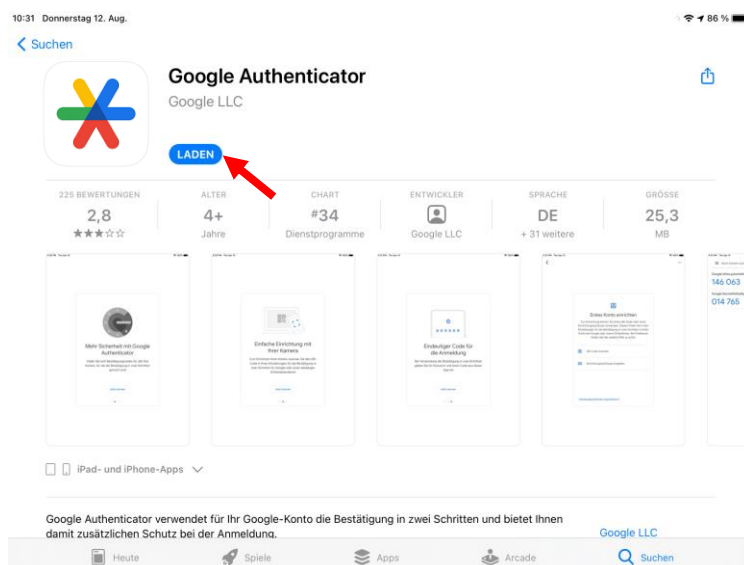 10:31 Donnerstag 12. Aug.
86 %
Suchen
Google Authenticator
Google LLC
LADEN
225 BEWERTUNGEN
ALTER
CHART
ENTWICKLER
SPRACHE
GRÖSSE
2,8
4+
#34
DE
25,3
Jahre
Dienstprogramme
Google LLC
+ 31 weitere
MB
Mehr Sicherheit mit Google
Authenticator
Einfache Einrichtung mit
Ihrer Kamera
Eindeutiger Code für
die Anmeldung
Erstes Konto einrichten
146 063
014 765
iPad- und iPhone-Apps
Google Authenticator verwendet für Ihr Google-Konto die Bestätigung in zwei Schritten und bietet Ihnen
damit zusätzlichen Schutz bei der Anmeldung.
Google LLC
Heute
Spiele
Apps
Arcade
Suchen